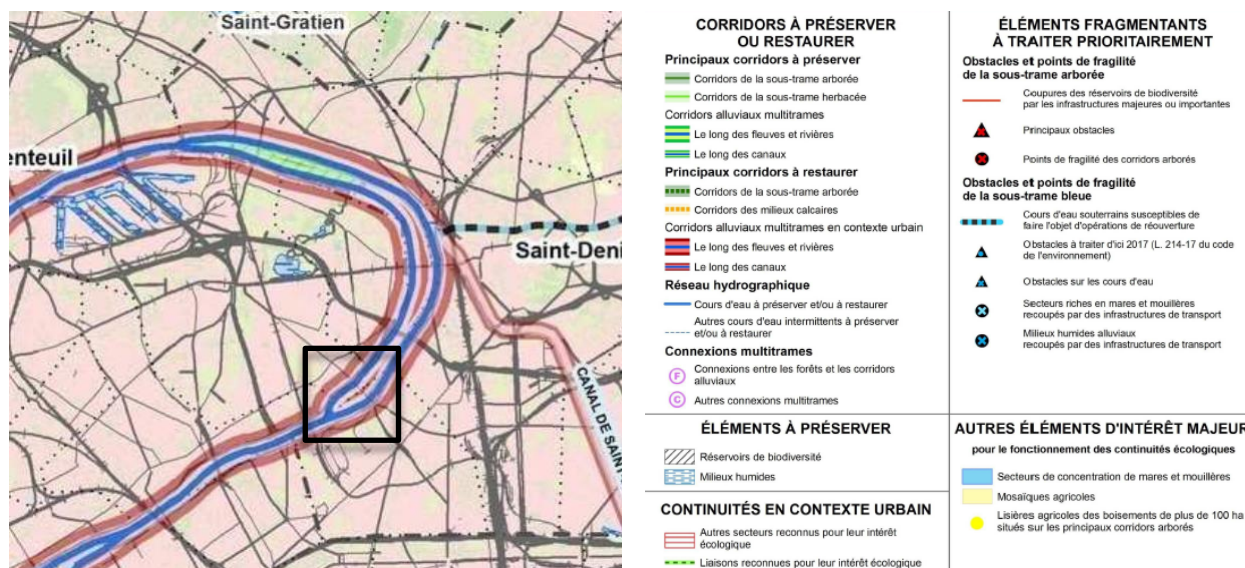 Saint-Gratien
enteuil
Saint-Deni
CANAL DE SAINT
CORRIDORS À PRÉSERVER
OU RESTAURER
Principaux corridors à préserver
Corridors de la sous-trame arborée
Corridors de la sous-trame herbacée
Corridors alluviaux multitrames
Le long des fleuves et rivières
Le long des canaux
Principaux corridors à restaurer
Corridors de la sous-trame arborée
Corridors des milieux calcaires
Corridors alluviaux multitrames en contexte urbain
Le long des fleuves et rivières
Le long des canaux
Réseau hydrographique
Cours d'eau à préserver et/ou à restaurer
Autres cours d'eau intermittents à préserver
et/ou à restaurer
Connexions multitrames
F
Connexions entre les forêts et les corridors
alluviaux
C
Autres connexions multitrames
ÉLÉMENTS À PRÉSERVER
Réservoirs de biodiversité
Milieux humides
CONTINUITÉS EN CONTEXTE URBAIN
Autres secteurs reconnus pour leur intérêt
écologique
Liaisons reconnues pour leur intérêt écologique
ÉLÉMENTS FRAGMENTANTS
À TRAITER PRIORITAIREMENT
Obstacles et points de fragilité
de la sous-trame arborée
Coupures des réservoirs de biodiversité
par les infrastructures majeures ou importantes
Principaux obstacles
Points de fragilité des corridors arborés
Obstacles et points de fragilité
de la sous-trame bleue
Cours d'eau souterrains susceptibles de
faire l'objet d'opérations de réouverture
Obstacles à traiter d'ici 2017 (L. 214-17 du code
de l'environnement)
Obstacles sur les cours d'eau
Secteurs riches en mares et mouillères
recoupés par des infrastructures de transport
Milieux humides alluviaux
recoupés par des infrastructures de transport
AUTRES ÉLÉMENTS D'INTÉRÊT MAJEUR
pour le fonctionnement des continuités écologiques
Secteurs de concentration de mares et mouillères
Mosaïques agricoles
Lisières agricoles des boisements de plus de 100 ha
situés sur les principaux corridors arborés